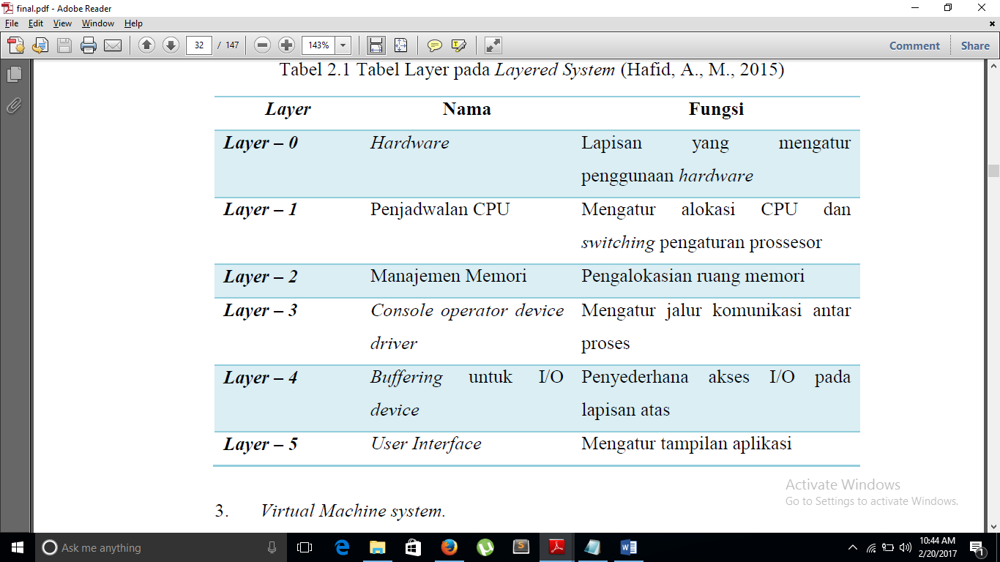 final.pdf - Adobe Reader
File Edit View Window Help
32 / 147 143% Comment Share
Tabel 2.1 Tabel Layer pada Layered System (Hafid, A., M., 2015)
Layer Nama Fungsi
Layer – 0 Hardware Lapisan yang mengatur
penggunaan hardware
Layer – 1 Penjadwalan CPU Mengatur alokasi CPU dan
switching pengaturan prossesor
Layer – 2 Manajemen Memori Pengalokasian ruang memori
Layer – 3 Console operator device Mengatur jalur komunikasi antar
driver proses
Layer – 4 Buffering untuk I/O Penyederhana akses I/O pada
device lapisan atas
Layer – 5 User Interface Mengatur tampilan aplikasi
Activate Windows
Go to Settings to activate Windows.
3. Virtual Machine system.
Ask me anything
10:44 AM
2/20/2017
1